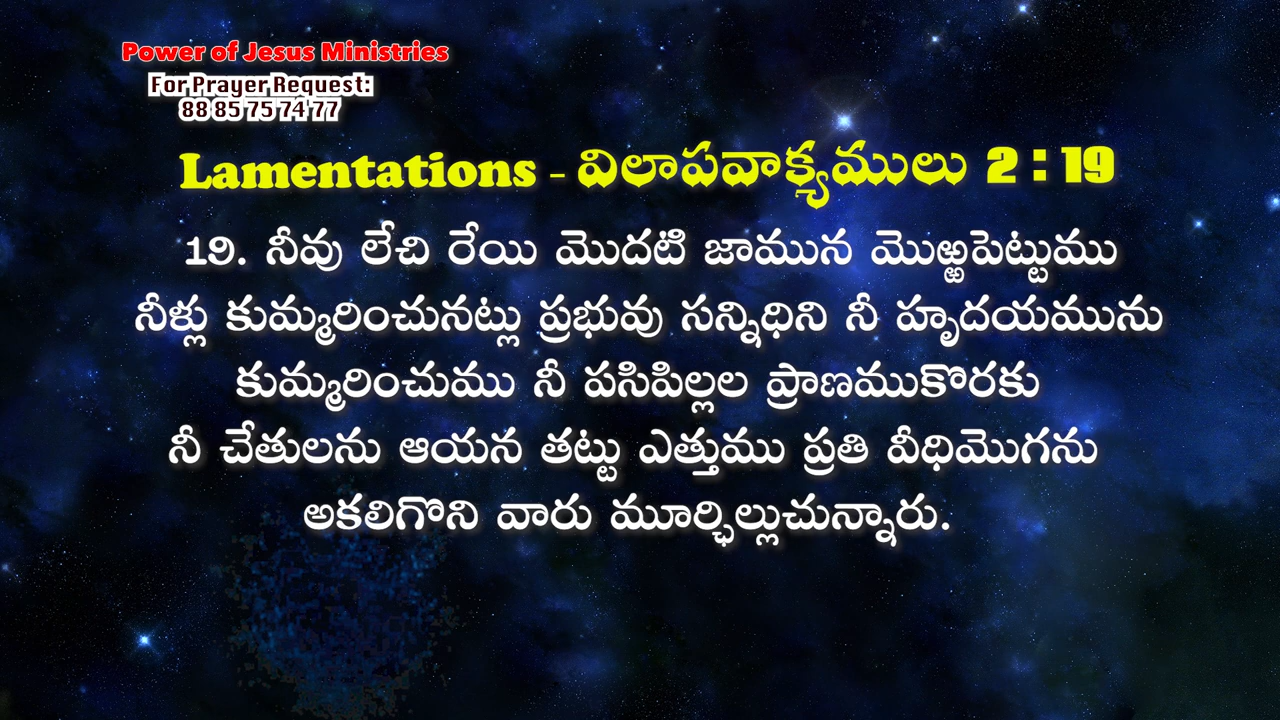 Power of Jesus Ministries
For Prayer Request:
88 85 75 74 77
Lamentations - విలాపవాక్యములు 2 : 19
19. నీవు లేచి రేయి మొదటి జామున మొఱ్ఱపెట్టుము
నీళ్లు కుమ్మరించునట్లు ప్రభువు సన్నిధిని నీ హృదయమును
కుమ్మరించుము నీ పసిపిల్లల ప్రాణముకొరకు
నీ చేతులను ఆయన తట్టు ఎత్తుము ప్రతి వీధిమొగను
అకలిగొని వారు మూర్ఛిల్లుచున్నారు.